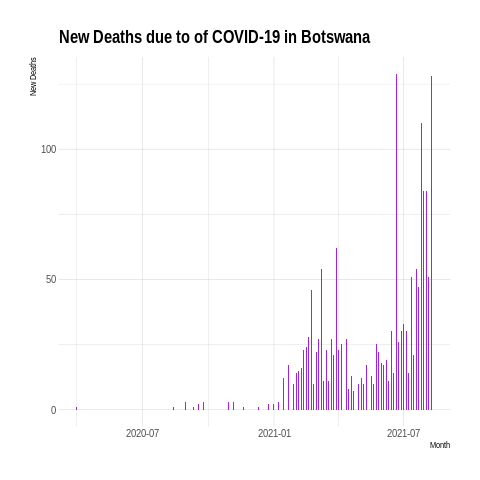 New Deaths due to of COVID-19 in Botswana
New Deaths
100
50
0
2020-07
2021-01
2021-07
Month